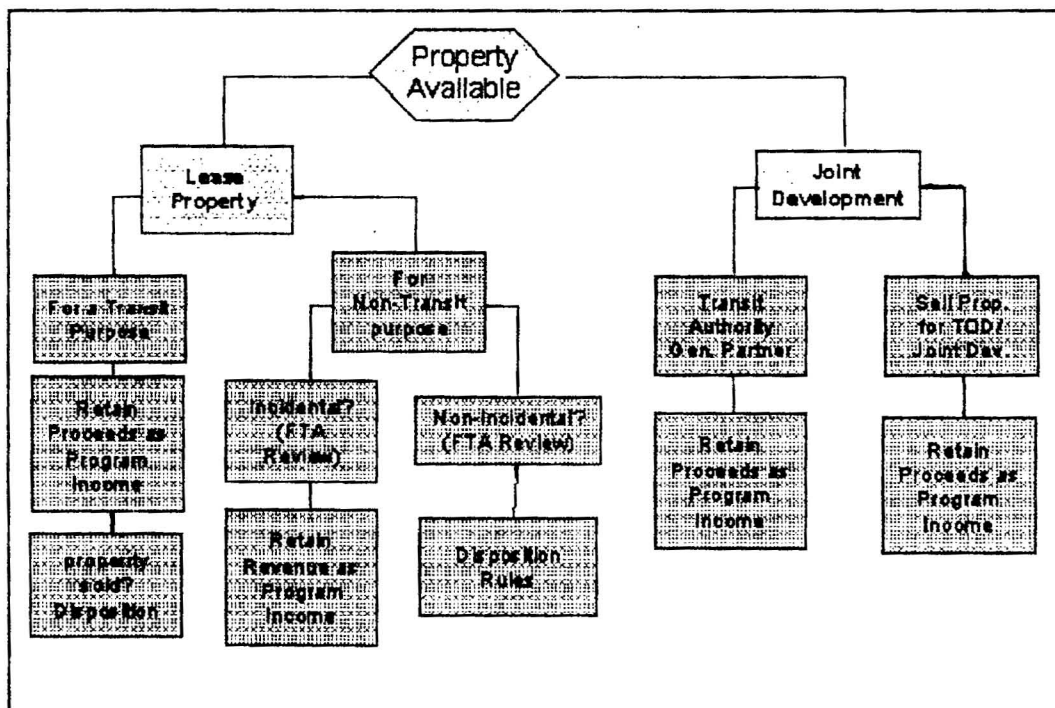 Property
Available
Lease
Property
Joint
Development
For a Transit
Purpose
For
Non-Transit
purpose
Transit
Authority
Gen. Partner
Sell Prop.
for TOD/
Joint Dev.
Retain
Proceeds as
Program
Income
Incidental?
(FTA
Review)
Non-Incidental?
(FTA Review)
Retain
Proceeds as
Program
Income
Retain
Proceeds as
Program
Income
property
sold?
Disposition
Retain
Revenue as
Program
Income
Disposition
Rules